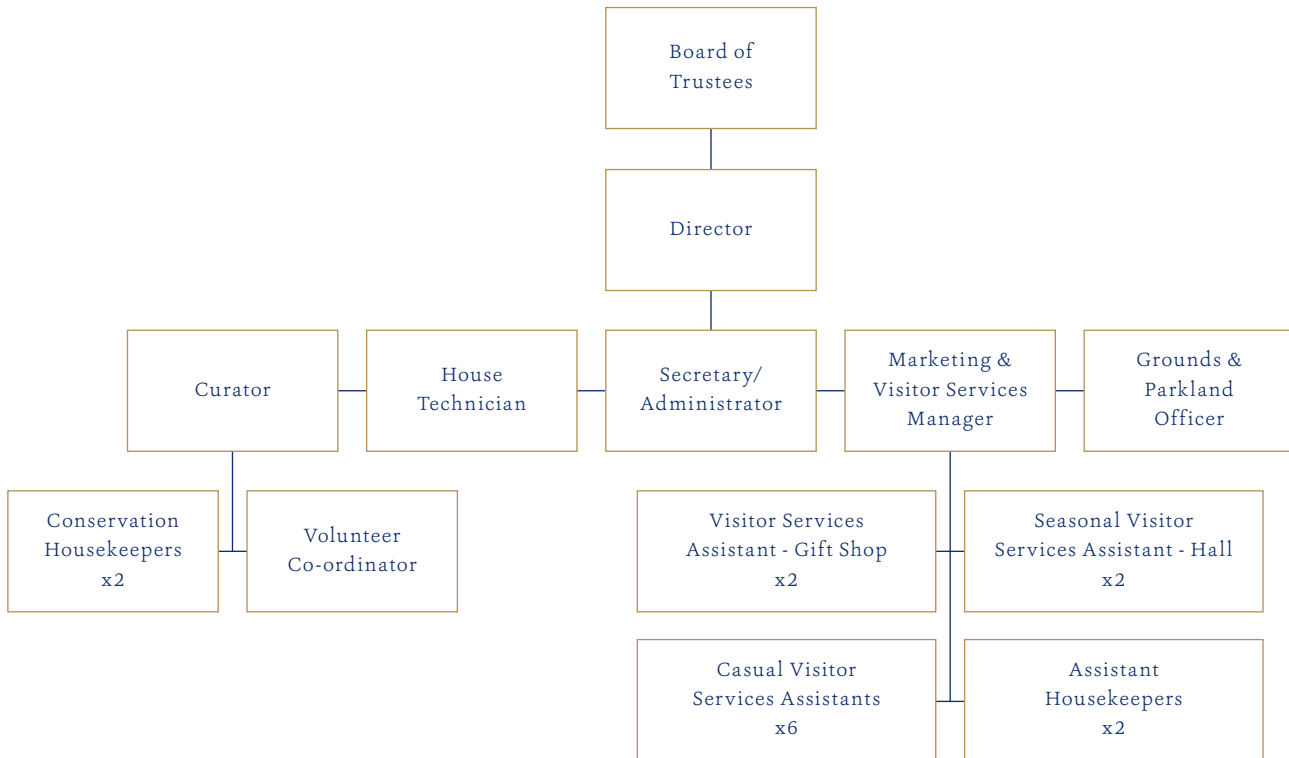 Board of
Trustees
Director
Curator
House
Technician
Secretary/
Administrator
Marketing &
Visitor Services
Manager
Grounds &
Parkland
Officer
Conservation
Housekeepers
x2
Volunteer
Co-ordinator
Visitor Services
Assistant - Gift Shop
x2
Seasonal Visitor
Services Assistant - Hall
x2
Casual Visitor
Services Assistants
x6
Assistant
Housekeepers
x2